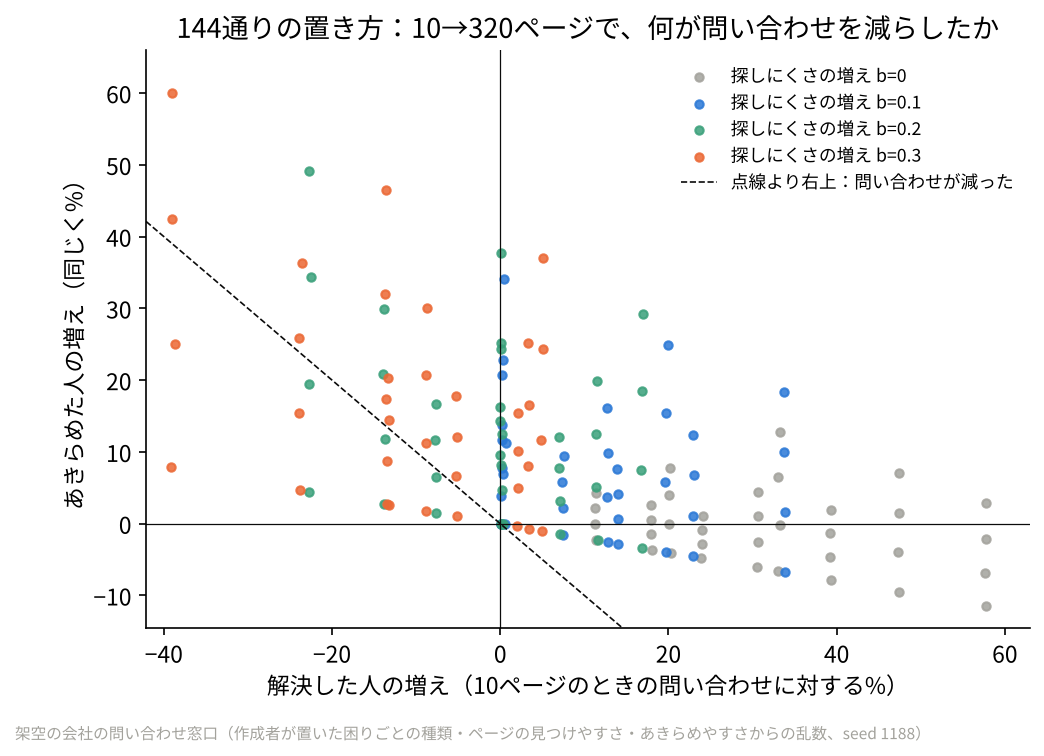 144通りの置き方：10→320ページで、何が問い合わせを減らしたか
探しにくさの増え b=0
探しにくさの増え b=0.1
探しにくさの増え b=0.2
探しにくさの増え b=0.3
点線より右上：問い合わせが減った
あきらめた人の増え（同じく%）
60
50
40
30
20
10
0
−10
−40
−20
0
20
40
60
解決した人の増え（10ページのときの問い合わせに対する%）
架空の会社の問い合わせ窓口（作成者が置いた困りごとの種類・ページの見つけやすさ・あきらめやすさからの乱数、seed 1188）